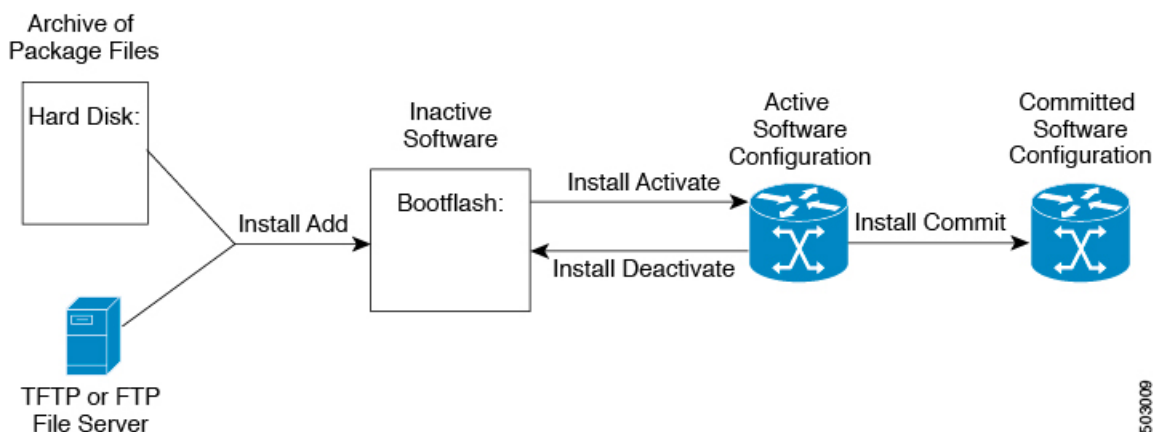 Archive of
Package Files
Hard Disk:
TFTP or FTP
File Server
Install Add
Inactive
Software
Bootflash:
Install Activate
Install Deactivate
Active
Software
Configuration
Install Commit
Committed
Software
Configuration
503009